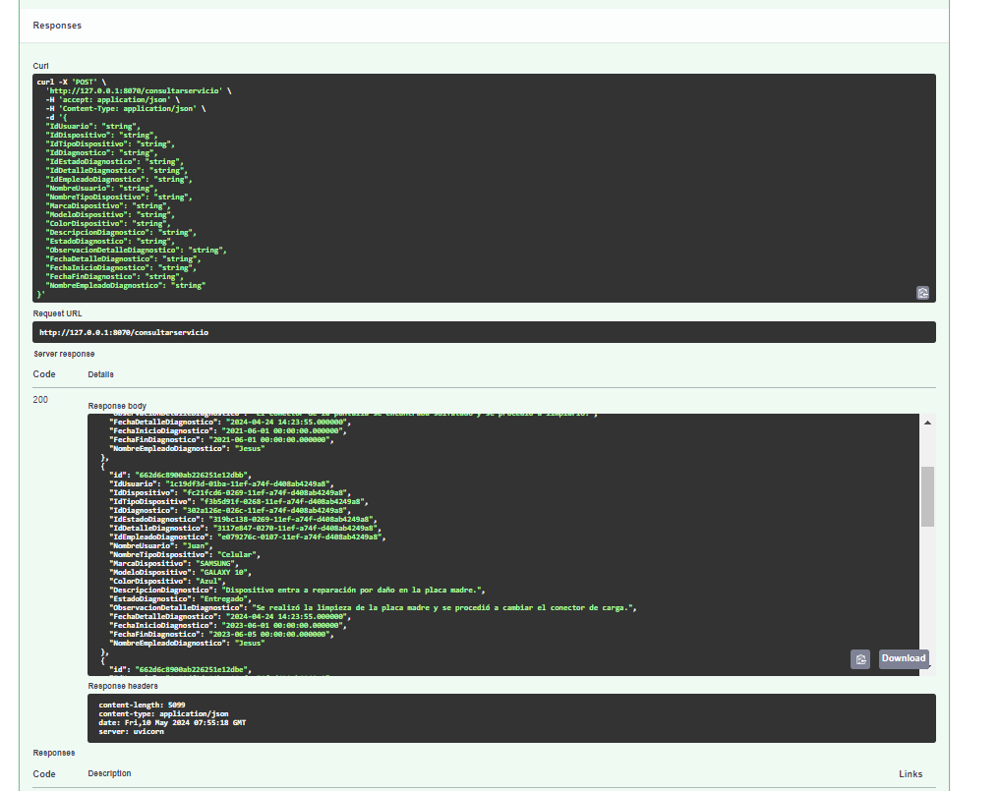 Responses
Curl
curl -X 'POST' \
'http://127.0.0.1:8070/consultarservicio' \
-H 'accept: application/json' \
-H 'Content-Type: application/json' \
-d '{
"IdUsuario": "string",
"IdDispositivo": "string",
"IdTipoDispositivo": "string",
"IdDiagnostico": "string",
"IdEstadoDiagnostico": "string",
"IdDetalleDiagnostico": "string",
"IdEmpleadoDiagnostico": "string",
"NombreUsuario": "string",
"NombreTipoDispositivo": "string",
"MarcaDispositivo": "string",
"ModeloDispositivo": "string",
"ColorDispositivo": "string",
"DescripcionDiagnostico": "string",
"EstadoDiagnostico": "string",
"ObservacionDetalleDiagnostico": "string",
"FechaDetalleDiagnostico": "string",
"FechaInicioDiagnostico": "string",
"FechaFinDiagnostico": "string",
"NombreEmpleadoDiagnostico": "string"
}'
Request URL
http://127.0.0.1:8070/consultarservicio
Server response
Code Details
200
Response body
"ObservacionDetalleDiagnostico": "El conector de la pantalla se encontraba sulfatado y se procedió a limpiarlo.",
"FechaDetalleDiagnostico": "2024-04-24 14:23:55.000000",
"FechaInicioDiagnostico": "2021-06-01 00:00:00.000000",
"FechaFinDiagnostico": "2021-06-01 00:00:00.000000",
"NombreEmpleadoDiagnostico": "Jesus"
},
{
"id": "662d6c8900ab226251e12dbb",
"IdUsuario": "1c19df3d-01ba-11ef-a74f-d408ab4249a8",
"IdDispositivo": "fc21fcd6-0269-11ef-a74f-d408ab4249a8",
"IdTipoDispositivo": "f3b5d91f-0268-11ef-a74f-d408ab4249a8",
"IdDiagnostico": "302a126e-026c-11ef-a74f-d408ab4249a8",
"IdEstadoDiagnostico": "319bc138-0269-11ef-a74f-d408ab4249a8",
"IdDetalleDiagnostico": "3117e847-0270-11ef-a74f-d408ab4249a8",
"IdEmpleadoDiagnostico": "e079276c-0107-11ef-a74f-d408ab4249a8",
"NombreUsuario": "Juan",
"NombreTipoDispositivo": "Celular",
"MarcaDispositivo": "SAMSUNG",
"ModeloDispositivo": "GALAXY 10",
"ColorDispositivo": "Azul",
"DescripcionDiagnostico": "Dispositivo entra a reparación por daño en la placa madre.",
"EstadoDiagnostico": "Entregado",
"ObservacionDetalleDiagnostico": "Se realizó la limpieza de la placa madre y se procedió a cambiar el conector de carga.",
"FechaDetalleDiagnostico": "2024-04-24 14:23:55.000000",
"FechaInicioDiagnostico": "2023-06-01 00:00:00.000000",
"FechaFinDiagnostico": "2023-06-05 00:00:00.000000",
"NombreEmpleadoDiagnostico": "Jesus"
},
{
"id": "662d6c8900ab226251e12dbe",
Download
Response headers
content-length: 5099
content-type: application/json
date: Fri,10 May 2024 07:55:18 GMT
server: uvicorn
Responses
Code Description Links